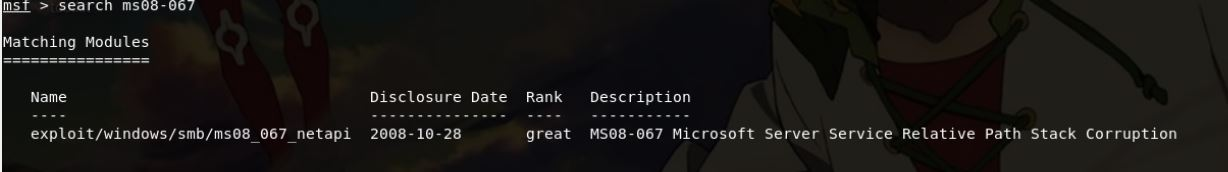 msf > search ms08-067
Matching Modules
================
Name Disclosure Date Rank Description
---- --------------- ---- -----------
exploit/windows/smb/ms08_067_netapi 2008-10-28 great MS08-067 Microsoft Server Service Relative Path Stack Corruption